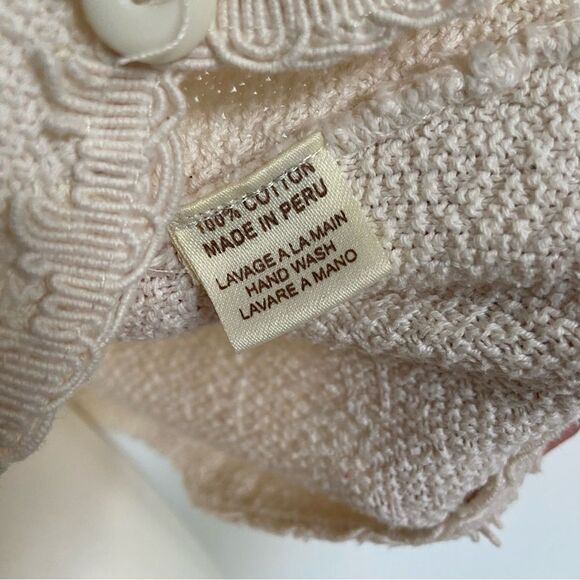 100% COTTON
MADE IN PERU
LAVAGE A LA MAIN
HAND WASH
LAVARE A MANO